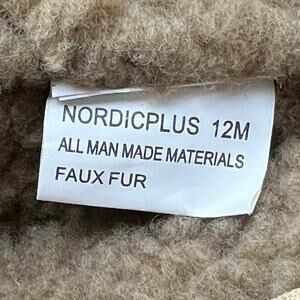 NORDICPLUS 12M
ALL MAN MADE MATERIALS
FAUX FUR